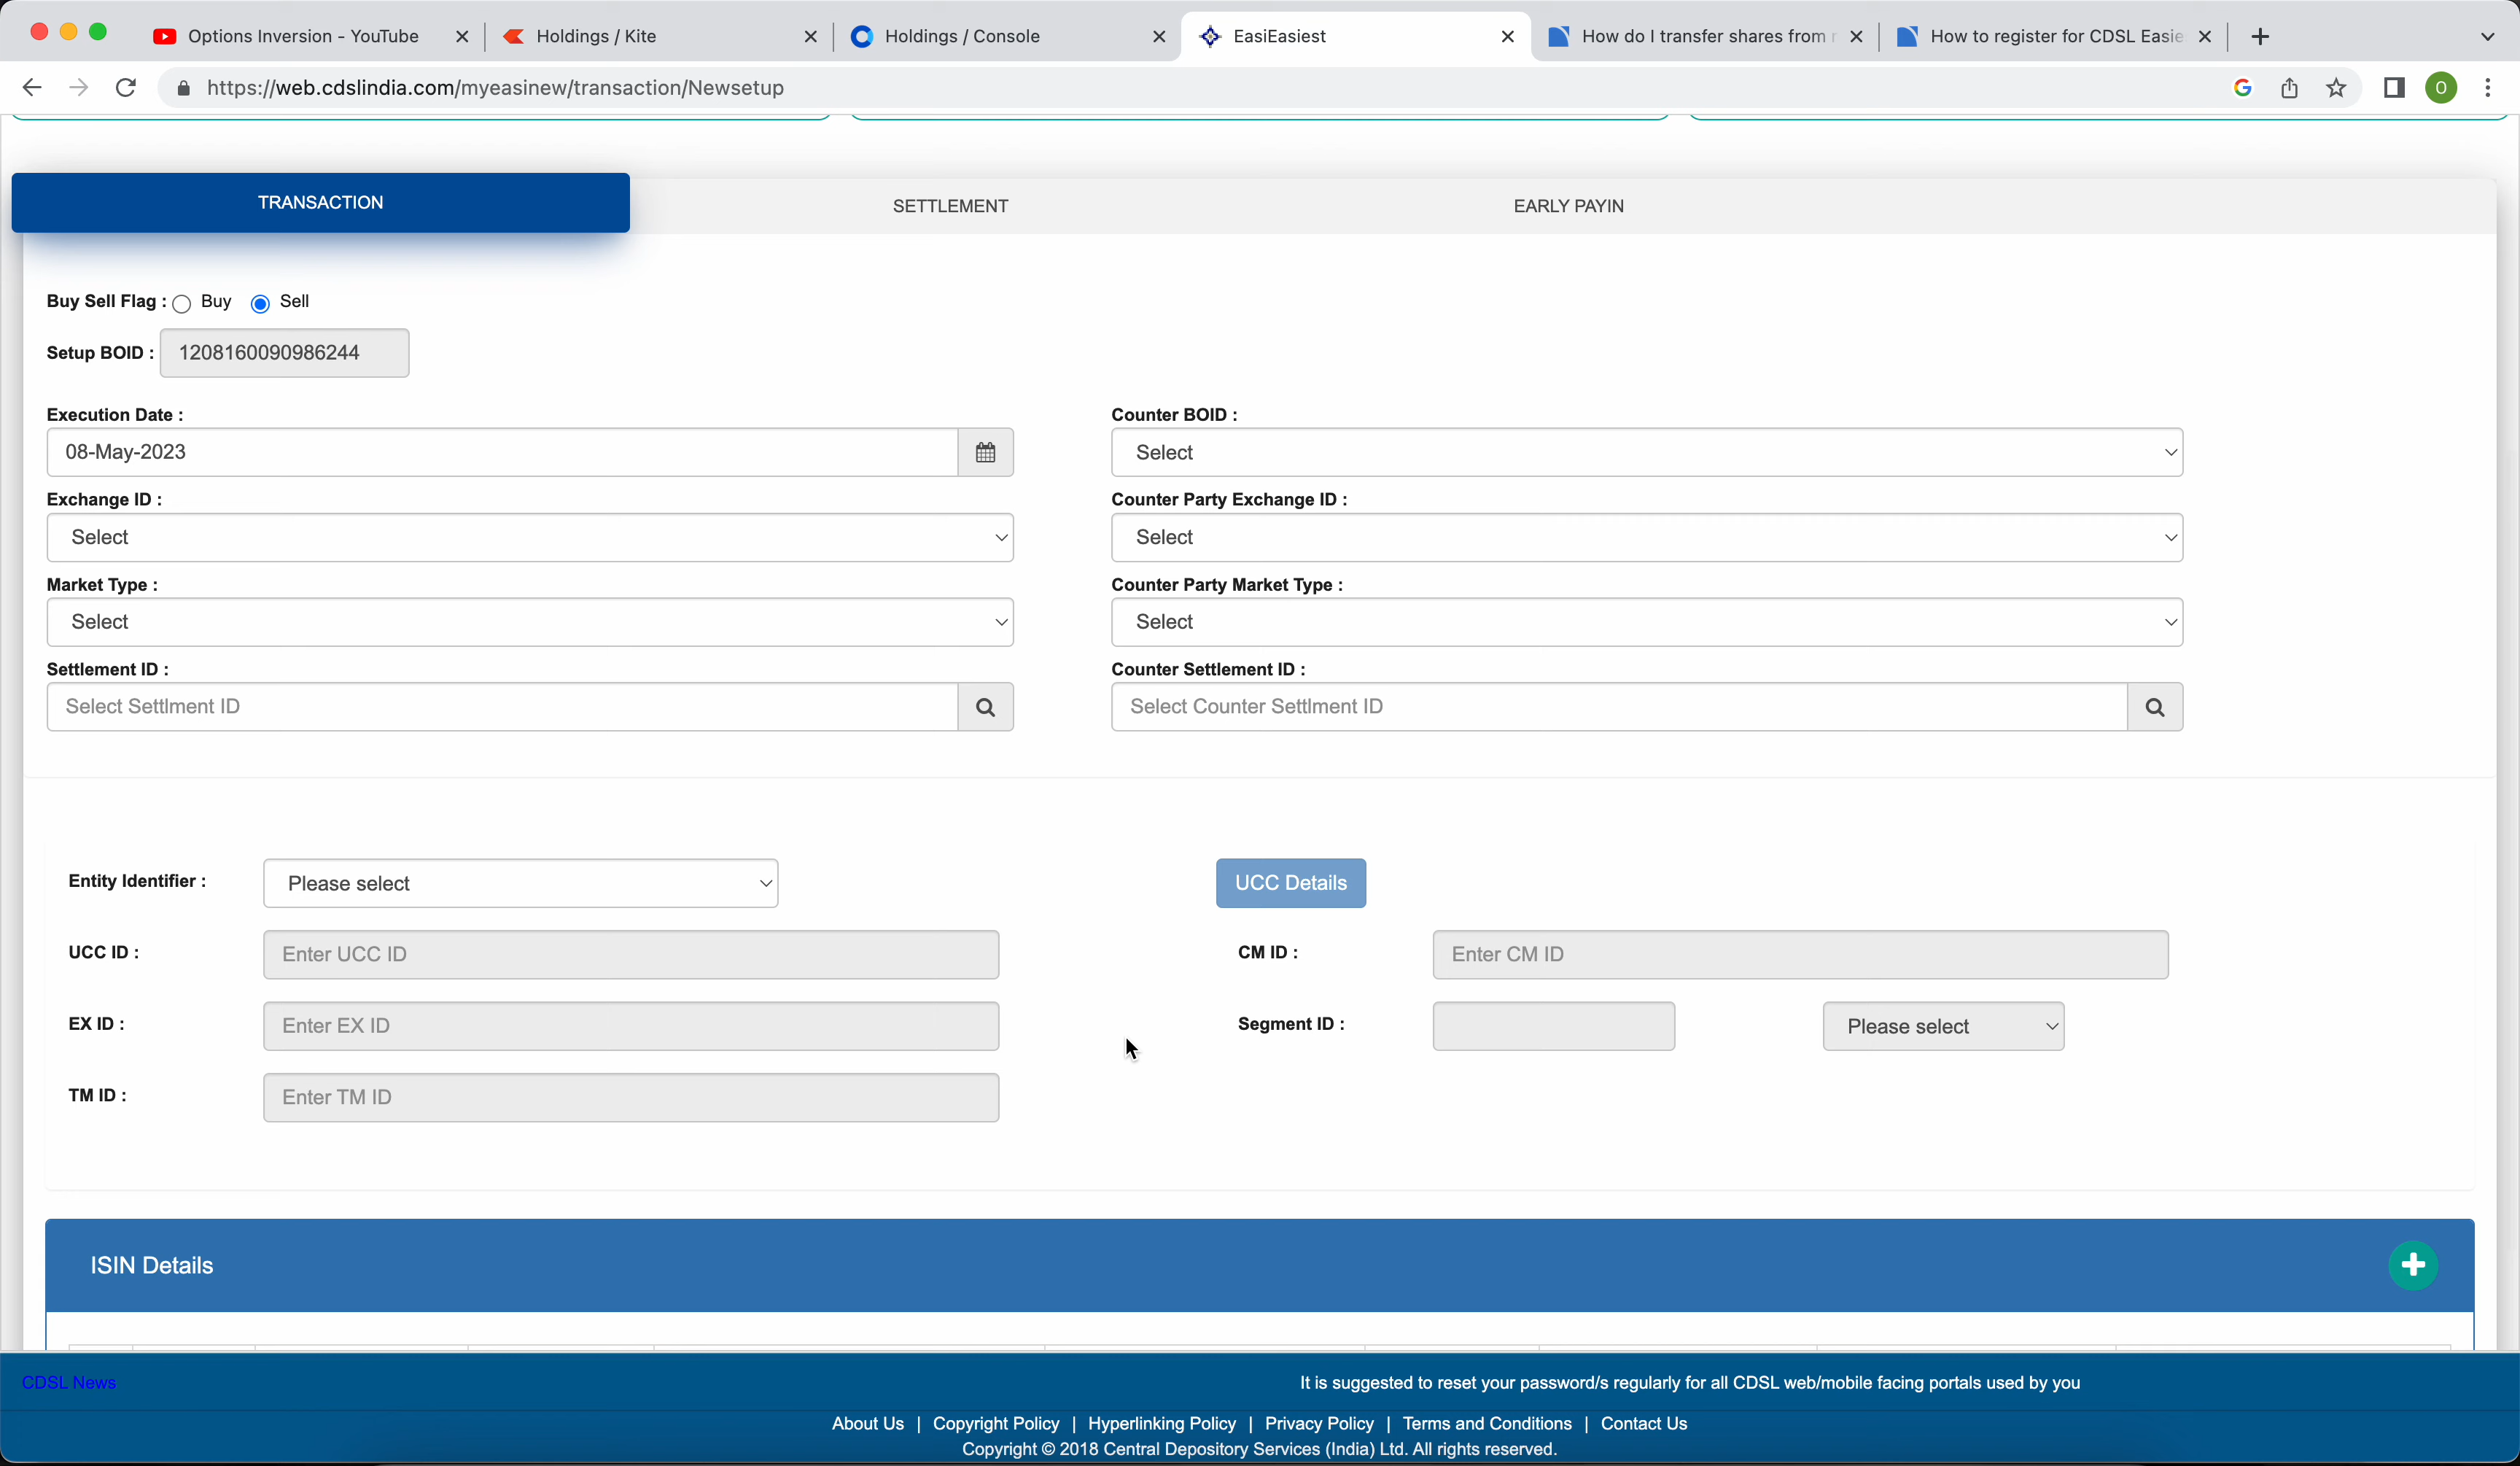 Options Inversion - YouTube
Holdings / Kite
Holdings / Console
EasiEasiest
How do I transfer shares from
How to register for CDSL Easie
https://web.cdslindia.com/myeasinew/transaction/Newsetup
O
TRANSACTION
SETTLEMENT
EARLY PAYIN
Buy Sell Flag : Buy Sell
Setup BOID : 1208160090986244
Execution Date :
08-May-2023
Counter BOID :
Select
Exchange ID :
Select
Counter Party Exchange ID :
Select
Market Type :
Select
Counter Party Market Type :
Select
Settlement ID :
Select Settlment ID
Counter Settlement ID :
Select Counter Settlment ID
Entity Identifier : Please select
UCC Details
UCC ID : Enter UCC ID
CM ID : Enter CM ID
EX ID : Enter EX ID
Segment ID : Please select
TM ID : Enter TM ID
ISIN Details
CDSL News
It is suggested to reset your password/s regularly for all CDSL web/mobile facing portals used by you
About Us | Copyright Policy | Hyperlinking Policy | Privacy Policy | Terms and Conditions | Contact Us
Copyright © 2018 Central Depository Services (India) Ltd. All rights reserved.